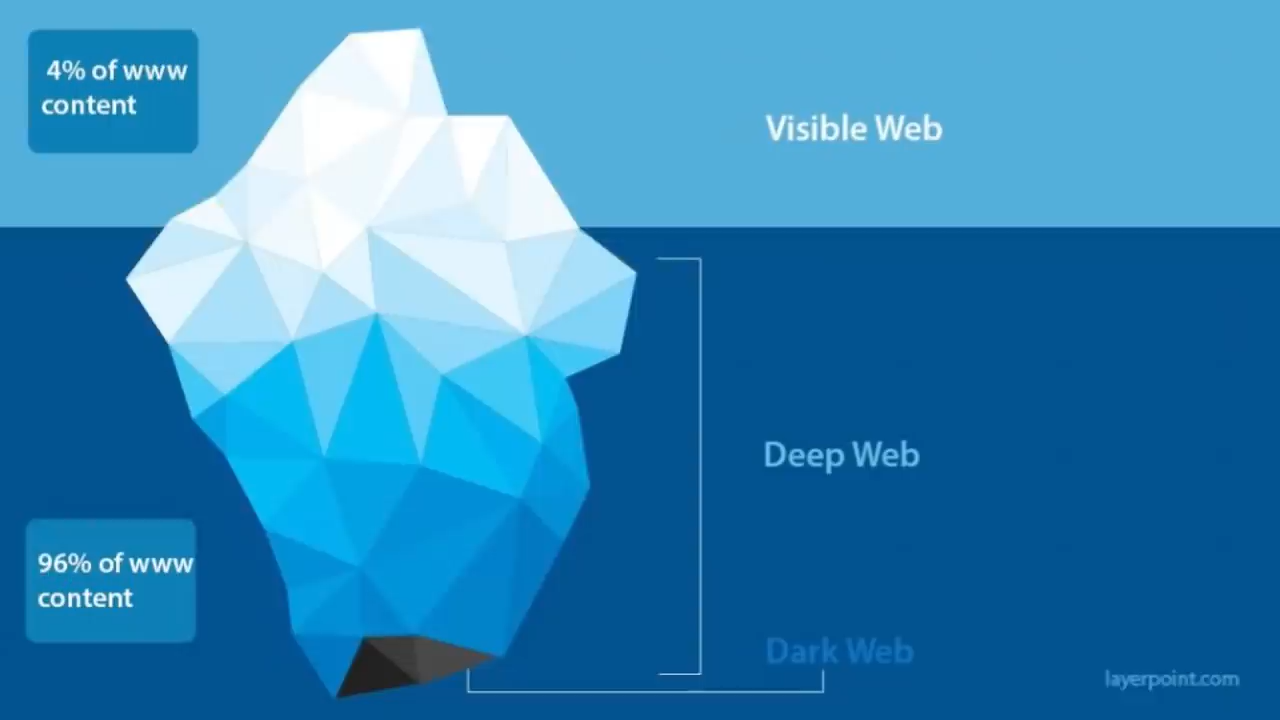 4% of www
content
Visible Web
Deep Web
96% of www
content
Dark Web
layerpoint.com